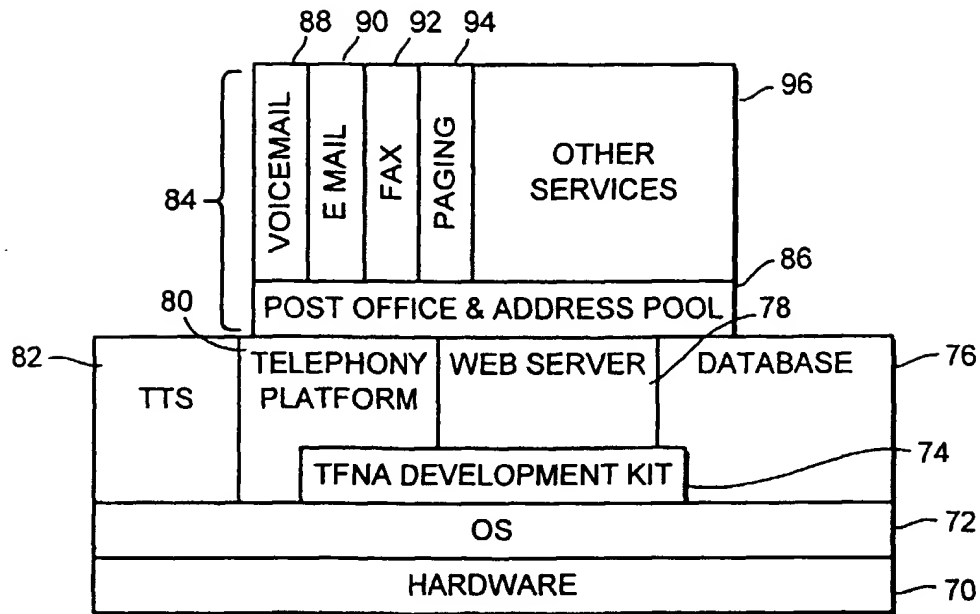 88 90 92 94
96
84
VOICEMAIL
E MAIL
FAX
PAGING
OTHER
SERVICES
86
POST OFFICE & ADDRESS POOL
80
78
82
TTS
TELEPHONY
PLATFORM
WEB SERVER
DATABASE
76
TFNA DEVELOPMENT KIT
74
OS
72
HARDWARE
70